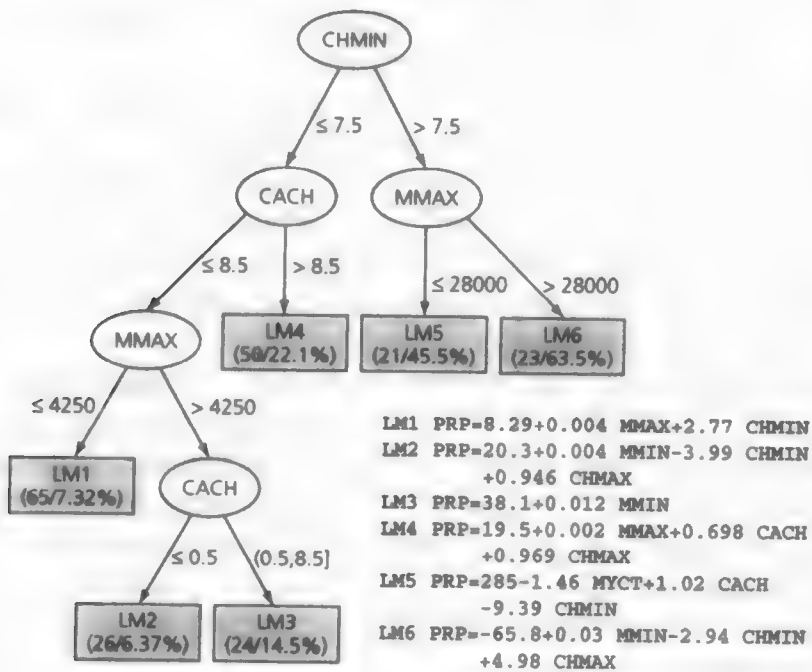 CHMIN
≤ 7.5
> 7.5
CACH
MMAX
≤ 8.5
> 8.5
≤ 28000
> 28000
MMAX
LM4
(50/22.1%)
LM5
(21/45.5%)
LM6
(23/63.5%)
≤ 4250
> 4250
LM1
(65/7.32%)
CACH
≤ 0.5
(0.5,8.5]
LM2
(26/6.37%)
LM3
(24/14.5%)
LM1 PRP=8.29+0.004 MMAX+2.77 CHMIN
LM2 PRP=20.3+0.004 MMIN-3.99 CHMIN
+0.946 CHMAX
LM3 PRP=38.1+0.012 MMIN
LM4 PRP=19.5+0.002 MMAX+0.698 CACH
+0.969 CHMAX
LM5 PRP=285-1.46 MYCT+1.02 CACH
-9.39 CHMIN
LM6 PRP=-65.8+0.03 MMIN-2.94 CHMIN
+4.98 CHMAX